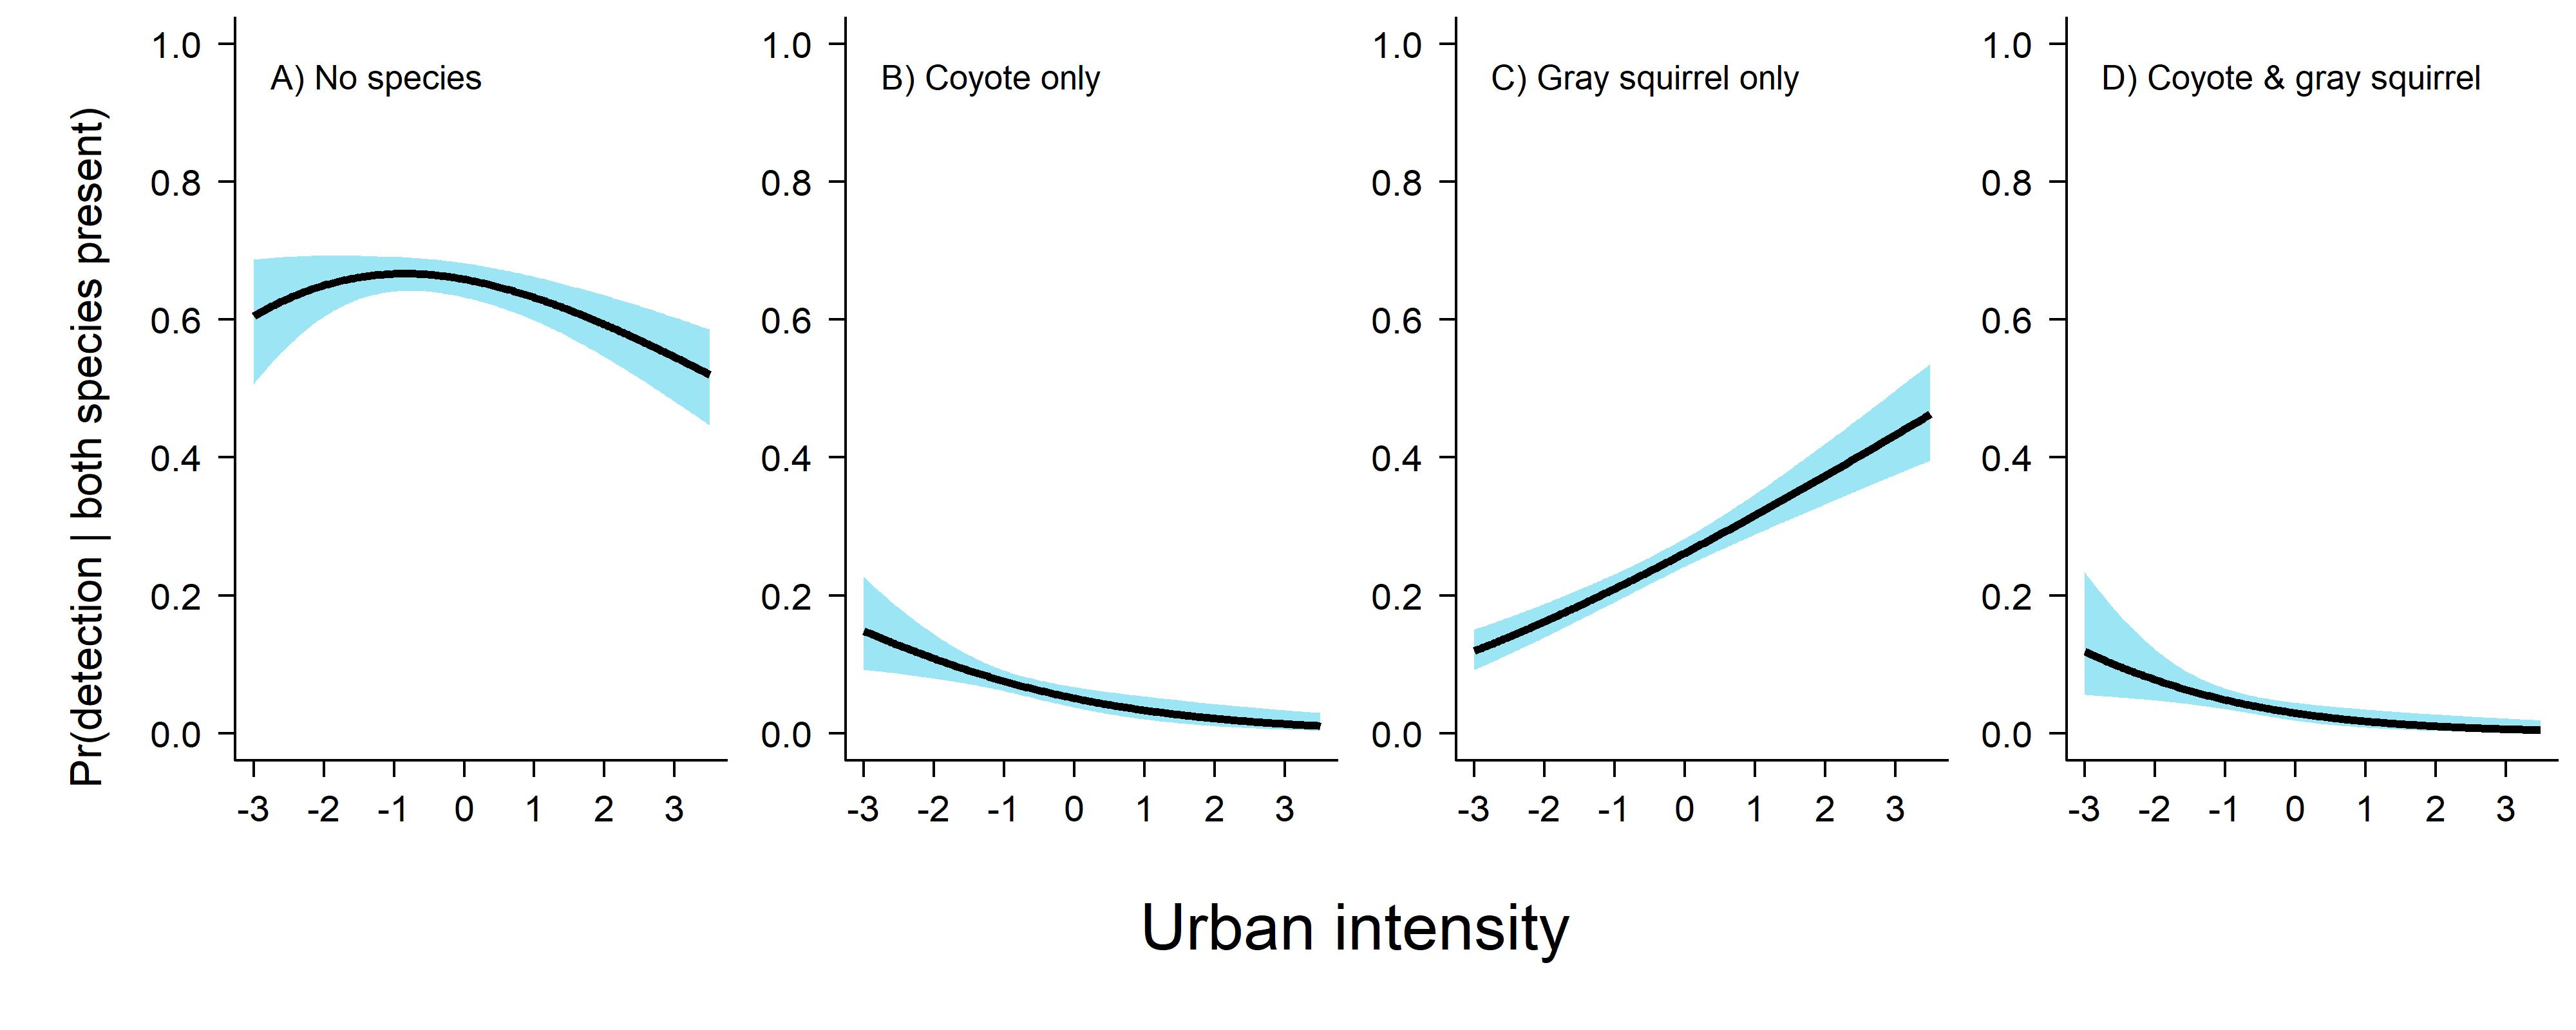 Pr(detection | both species present)
A) No species
1.0
0.8
0.6
0.4
0.2
0.0
-3 -2 -1 0 1 2 3
B) Coyote only
1.0
0.8
0.6
0.4
0.2
0.0
-3 -2 -1 0 1 2 3
C) Gray squirrel only
1.0
0.8
0.6
0.4
0.2
0.0
-3 -2 -1 0 1 2 3
D) Coyote & gray squirrel
1.0
0.8
0.6
0.4
0.2
0.0
-3 -2 -1 0 1 2 3
Urban intensity